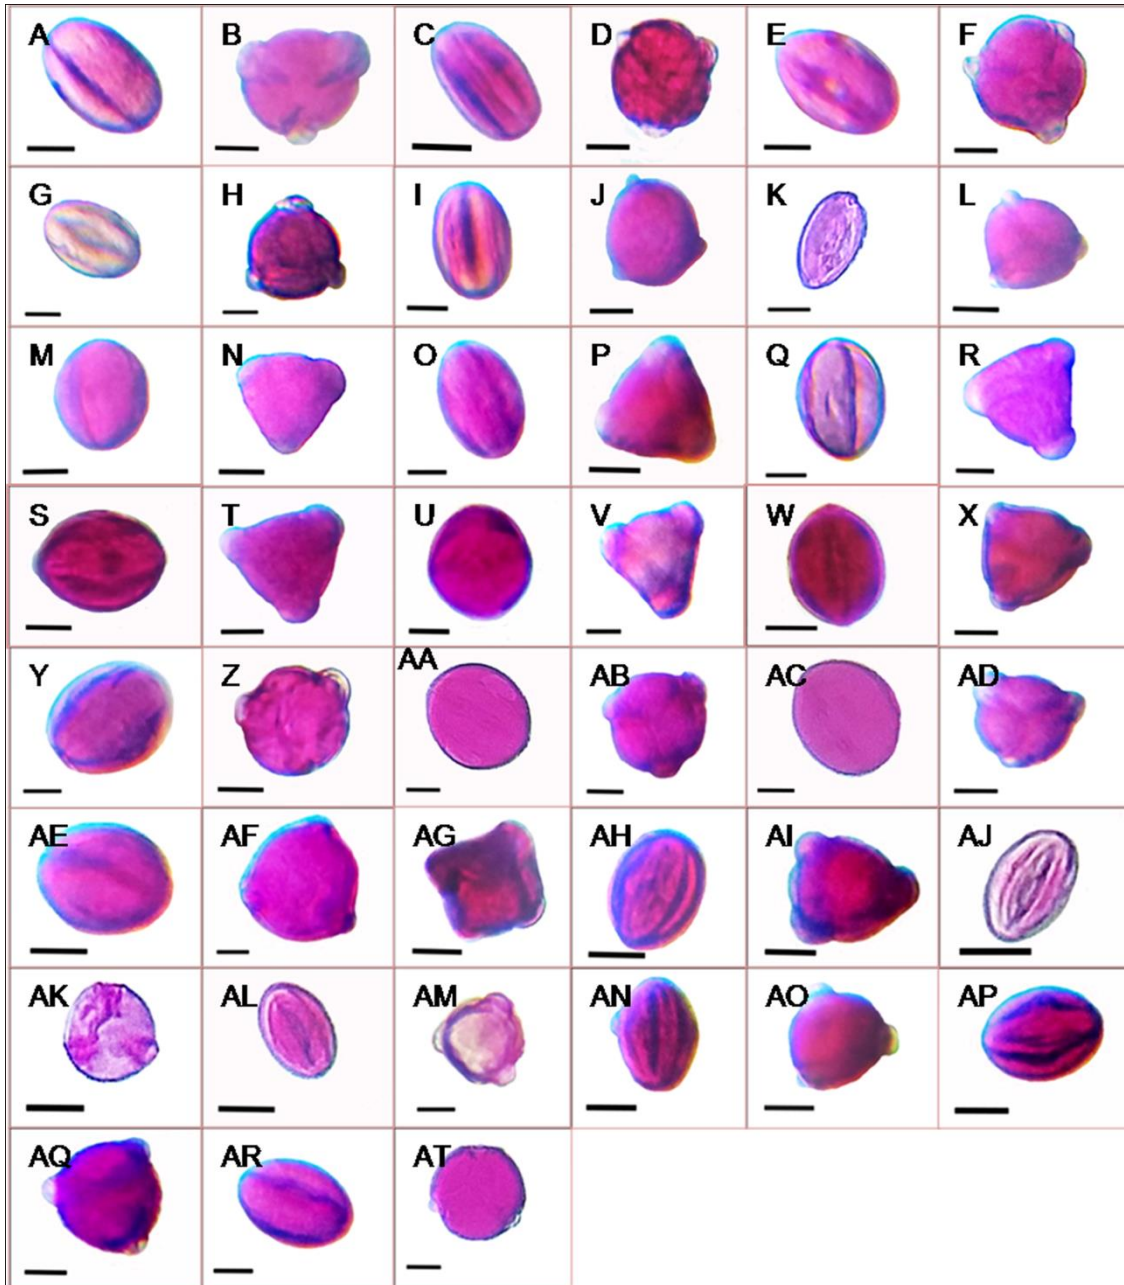 A B C D E F
G H I J K L
M N O P Q R
S T U V W X
Y Z AA AB AC AD
AE AF AG AH AI AJ
AK AL AM AN AO AP
AQ AR AT